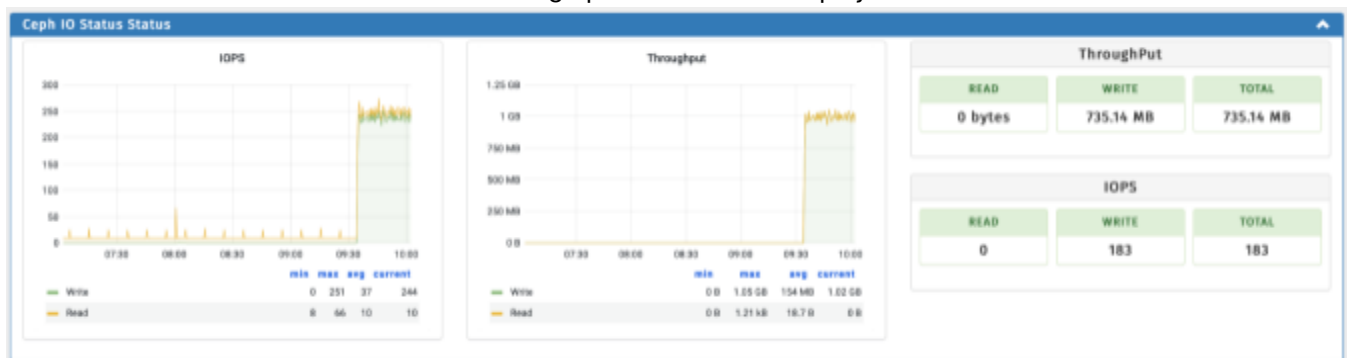 Ceph IO Status Status
IOPS
300
250
200
150
100
50
0
07:30 08:00 08:30 09:00 09:30 10:00
min max avg current
Write 0 251 37 244
Read 8 66 10 10
Throughput
1.25 GB
1 GB
750 MB
500 MB
250 MB
0 B
07:30 08:00 08:30 09:00 09:30 10:00
min max avg current
Write 0 B 1.05 GB 154 MB 1.02 GB
Read 0 B 1.21 kB 18.7 B 0 B
ThroughPut
READ WRITE TOTAL
0 bytes 735.14 MB 735.14 MB
IOPS
READ WRITE TOTAL
0 183 183